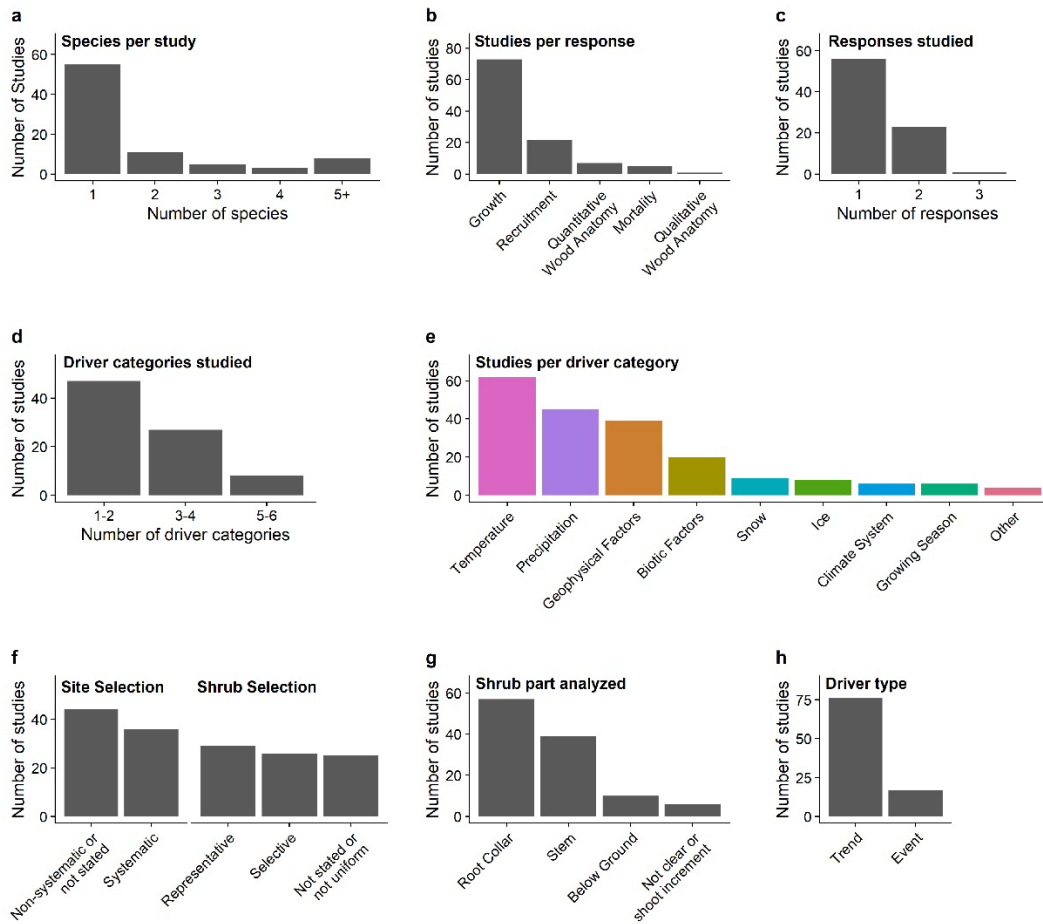 a
Species per study
Number of Studies
60
40
20
0
1 2 3 4 5+
Number of species
b
Studies per response
Number of studies
80
60
40
20
0
Growth
Recruitment
Quantitative
Wood Anatomy
Mortality
Qualitative
Wood Anatomy
c
Responses studied
Number of studies
60
40
20
0
1 2 3
Number of responses
d
Driver categories studied
Number of studies
40
20
0
1-2 3-4 5-6
Number of driver categories
e
Studies per driver category
Number of studies
60
40
20
0
Temperature
Precipitation
Geophysical Factors
Biotic Factors
Snow
Ice
Climate System
Growing Season
Other
f
Site Selection Shrub Selection
Number of studies
40
20
0
Non-systematic or
not stated
Systematic
Representative
Selective
Not stated or
not uniform
g
Shrub part analyzed
Number of studies
60
40
20
0
Root Collar
Stem
Below Ground
Not clear or
shoot increment
h
Driver type
Number of studies
75
50
25
0
Trend
Event